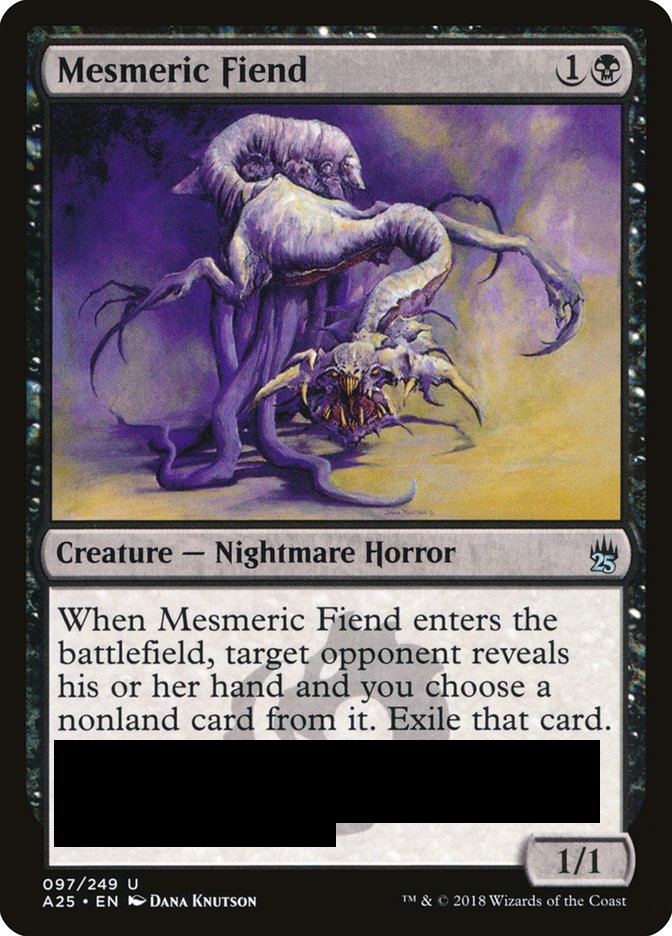 Mesmeric Fiend 1
Creature — Nightmare Horror
25
When Mesmeric Fiend enters the
battlefield, target opponent reveals
his or her hand and you choose a
nonland card from it. Exile that card.
1/1
097/249 U
A25 • EN Dana Knutson
™ & © 2018 Wizards of the Coast